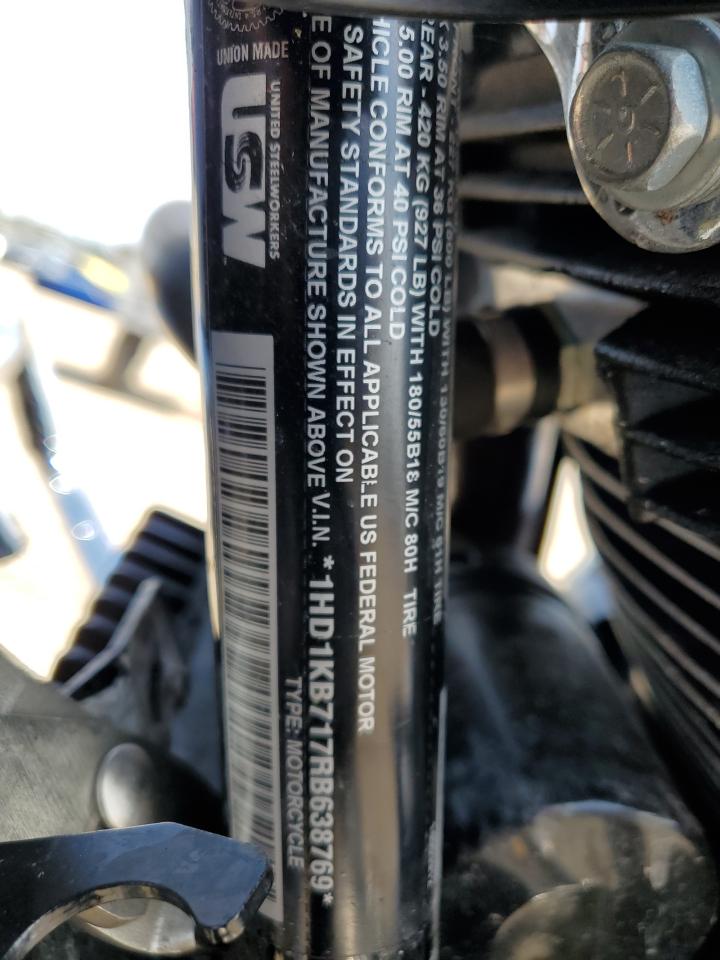 UNION MADE
USW
UNITED STEELWORKERS
3.50 RIM AT 36 PSI COLD
REAR - 420 KG (927 LB) WITH 180/55B18 M/C 80H TIRE
5.00 RIM AT 40 PSI COLD
HICLE CONFORMS TO ALL APPLICABLE US FEDERAL MOTOR
SAFETY STANDARDS IN EFFECT ON
E OF MANUFACTURE SHOWN ABOVE V.I.N. *1HD1KB717RB638769*
TYPE: MOTORCYCLE